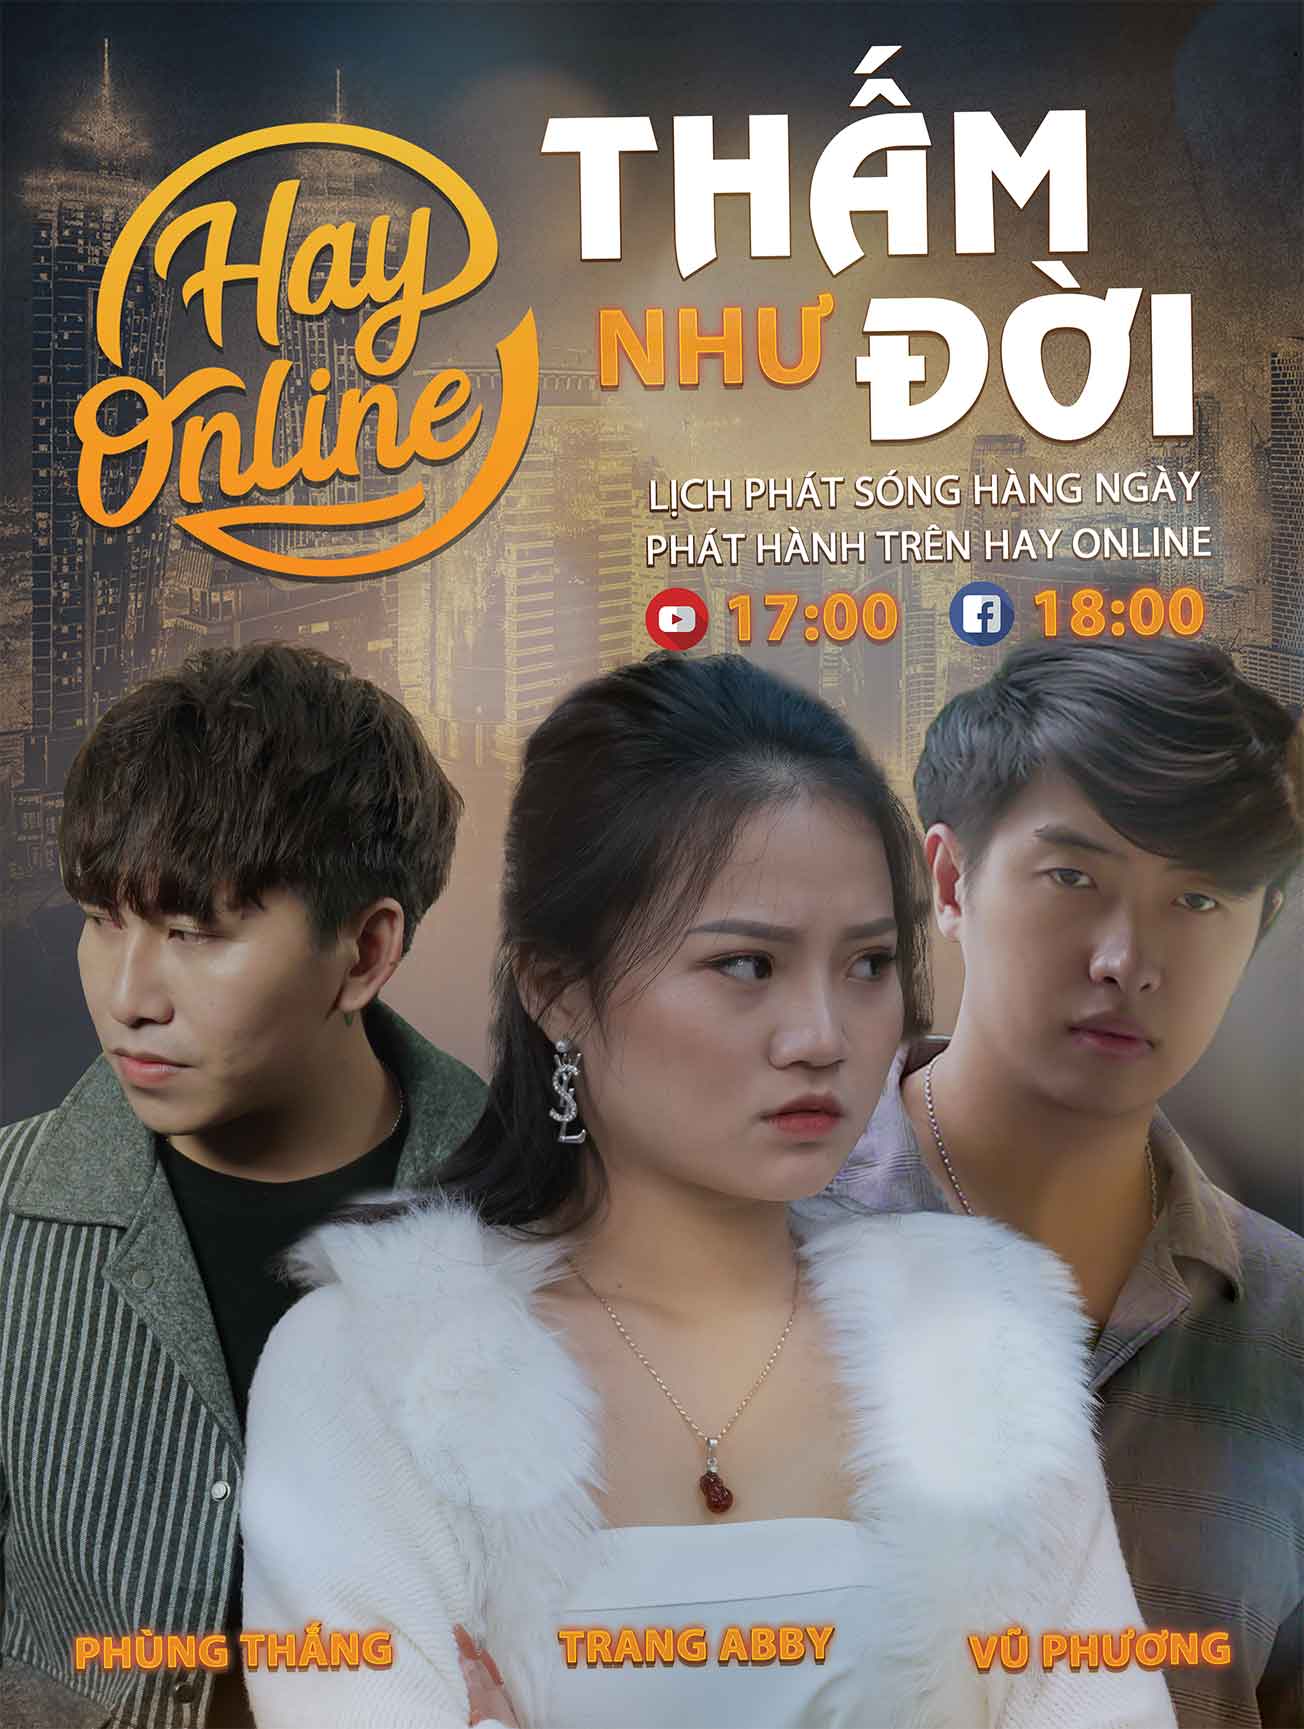 Hay
Online
THẤM
NHƯ ĐỜI
LỊCH PHÁT SÓNG HÀNG NGÀY
PHÁT HÀNH TRÊN HAY ONLINE
17:00 f 18:00
YSL
PHÙNG THẮNG TRANG ABBY VŨ PHƯƠNG